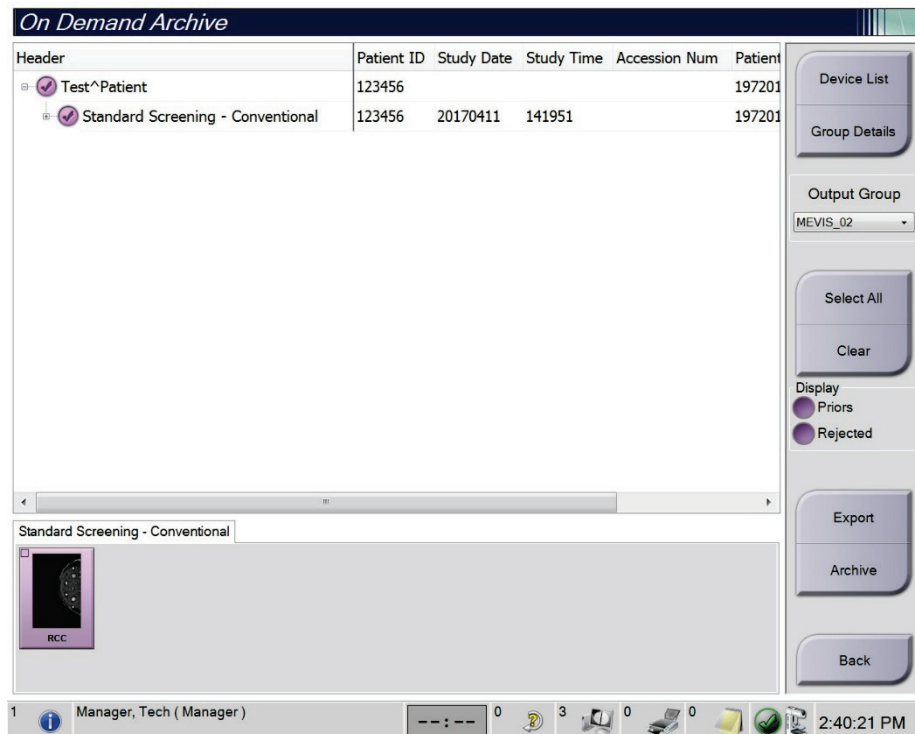 On Demand Archive
Header Patient ID Study Date Study Time Accession Num Patient
Test^Patient 123456 197201
Standard Screening - Conventional 123456 20170411 141951 197201
Device List
Group Details
Output Group
MEVIS_02
Select All
Clear
Display
Priors
Rejected
Export
Archive
Back
Standard Screening - Conventional
RCC
1 Manager, Tech ( Manager ) --:-- 0 3 0 0 2:40:21 PM